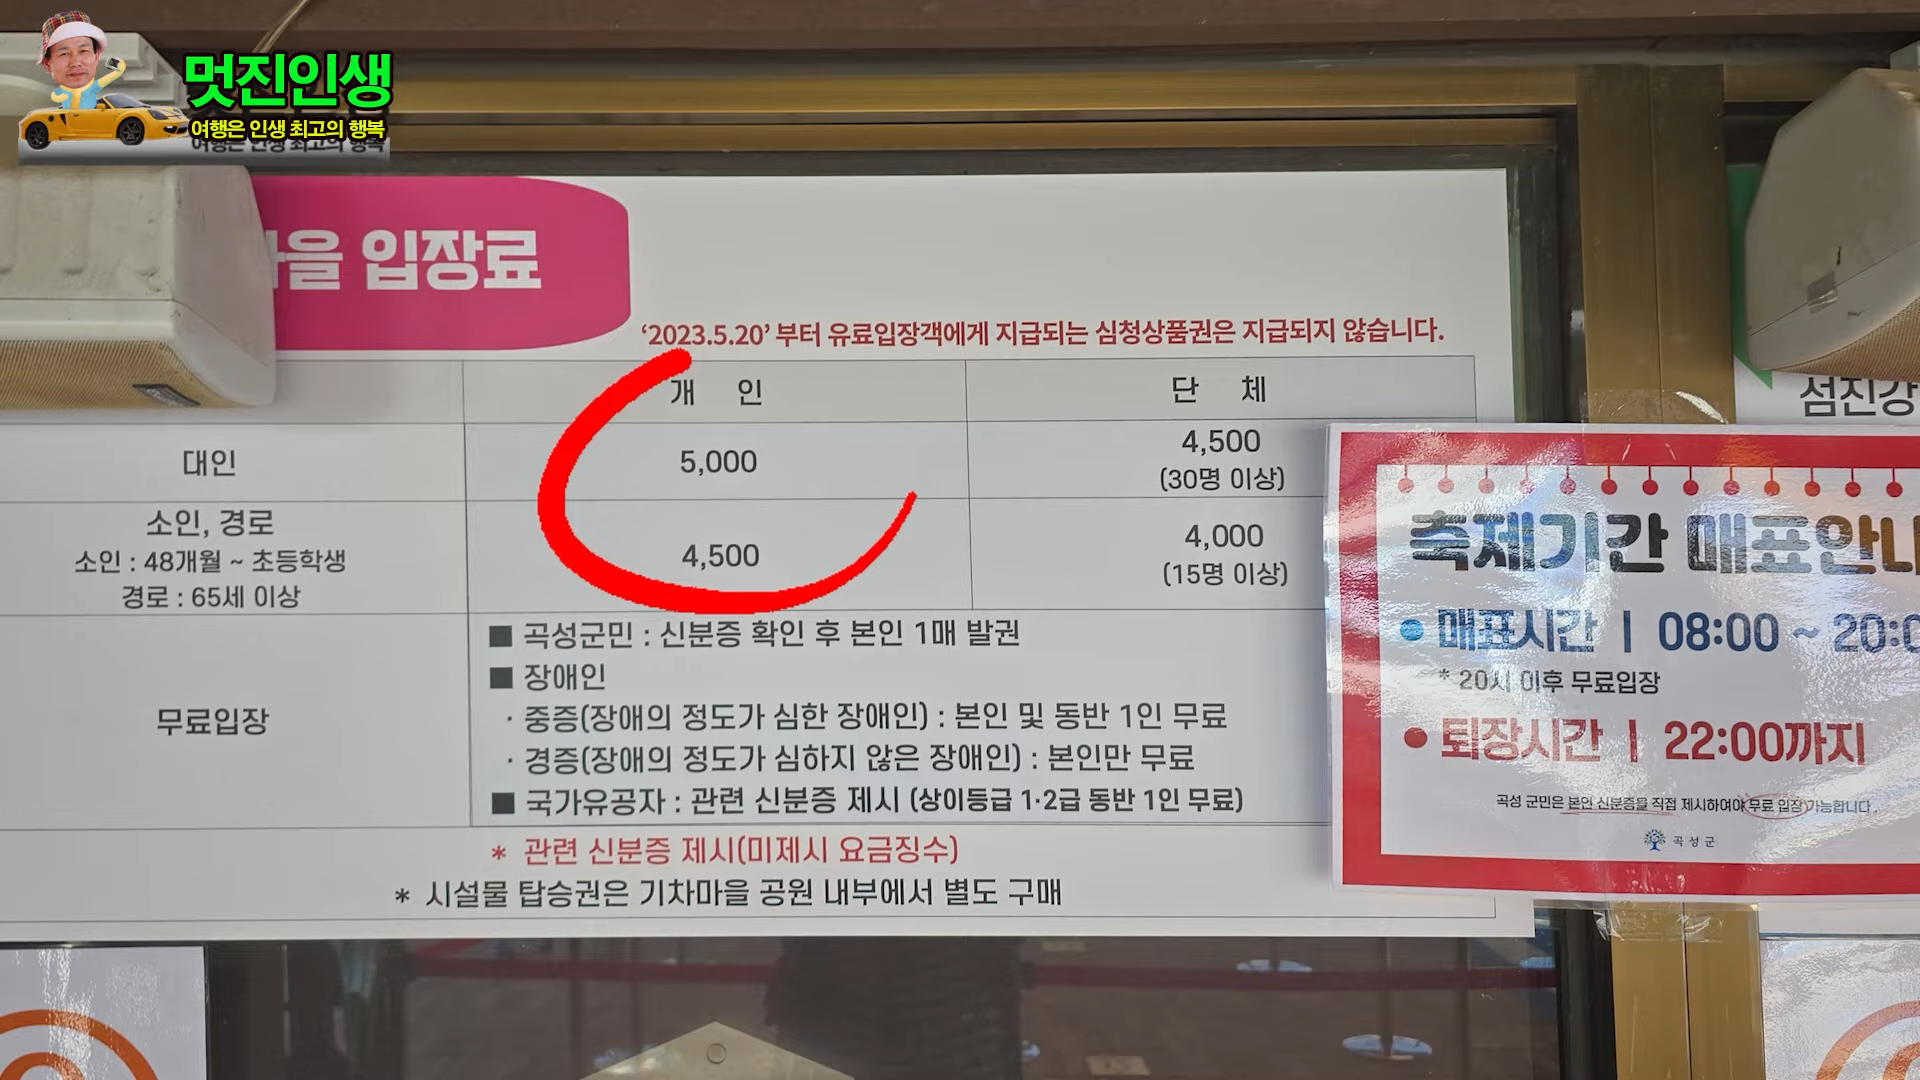 멋진인생
여행은 인생 최고의 행복
마을 입장료
‘2023.5.20’ 부터 유료입장객에게 지급되는 심청상품권은 지급되지 않습니다.
개 인
단 체
대인
5,000
4,500
(30명 이상)
소인, 경로
소인 : 48개월 ~ 초등학생
경로 : 65세 이상
4,500
4,000
(15명 이상)
무료입장
■ 곡성군민 : 신분증 확인 후 본인 1매 발권
■ 장애인
· 중증(장애의 정도가 심한 장애인) : 본인 및 동반 1인 무료
· 경증(장애의 정도가 심하지 않은 장애인) : 본인만 무료
■ 국가유공자 : 관련 신분증 제시 (상이등급 1·2급 동반 1인 무료)
* 관련 신분증 제시(미제시 요금징수)
* 시설물 탑승권은 기차마을 공원 내부에서 별도 구매
섬진강
축제기간 매표안내
• 매표시간 | 08:00 ~ 20:0
* 20시 이후 무료입장
• 퇴장시간 | 22:00까지
곡성 군민은 본인 신분증을 직접 제시하여야 무료 입장 가능합니다.
곡성군